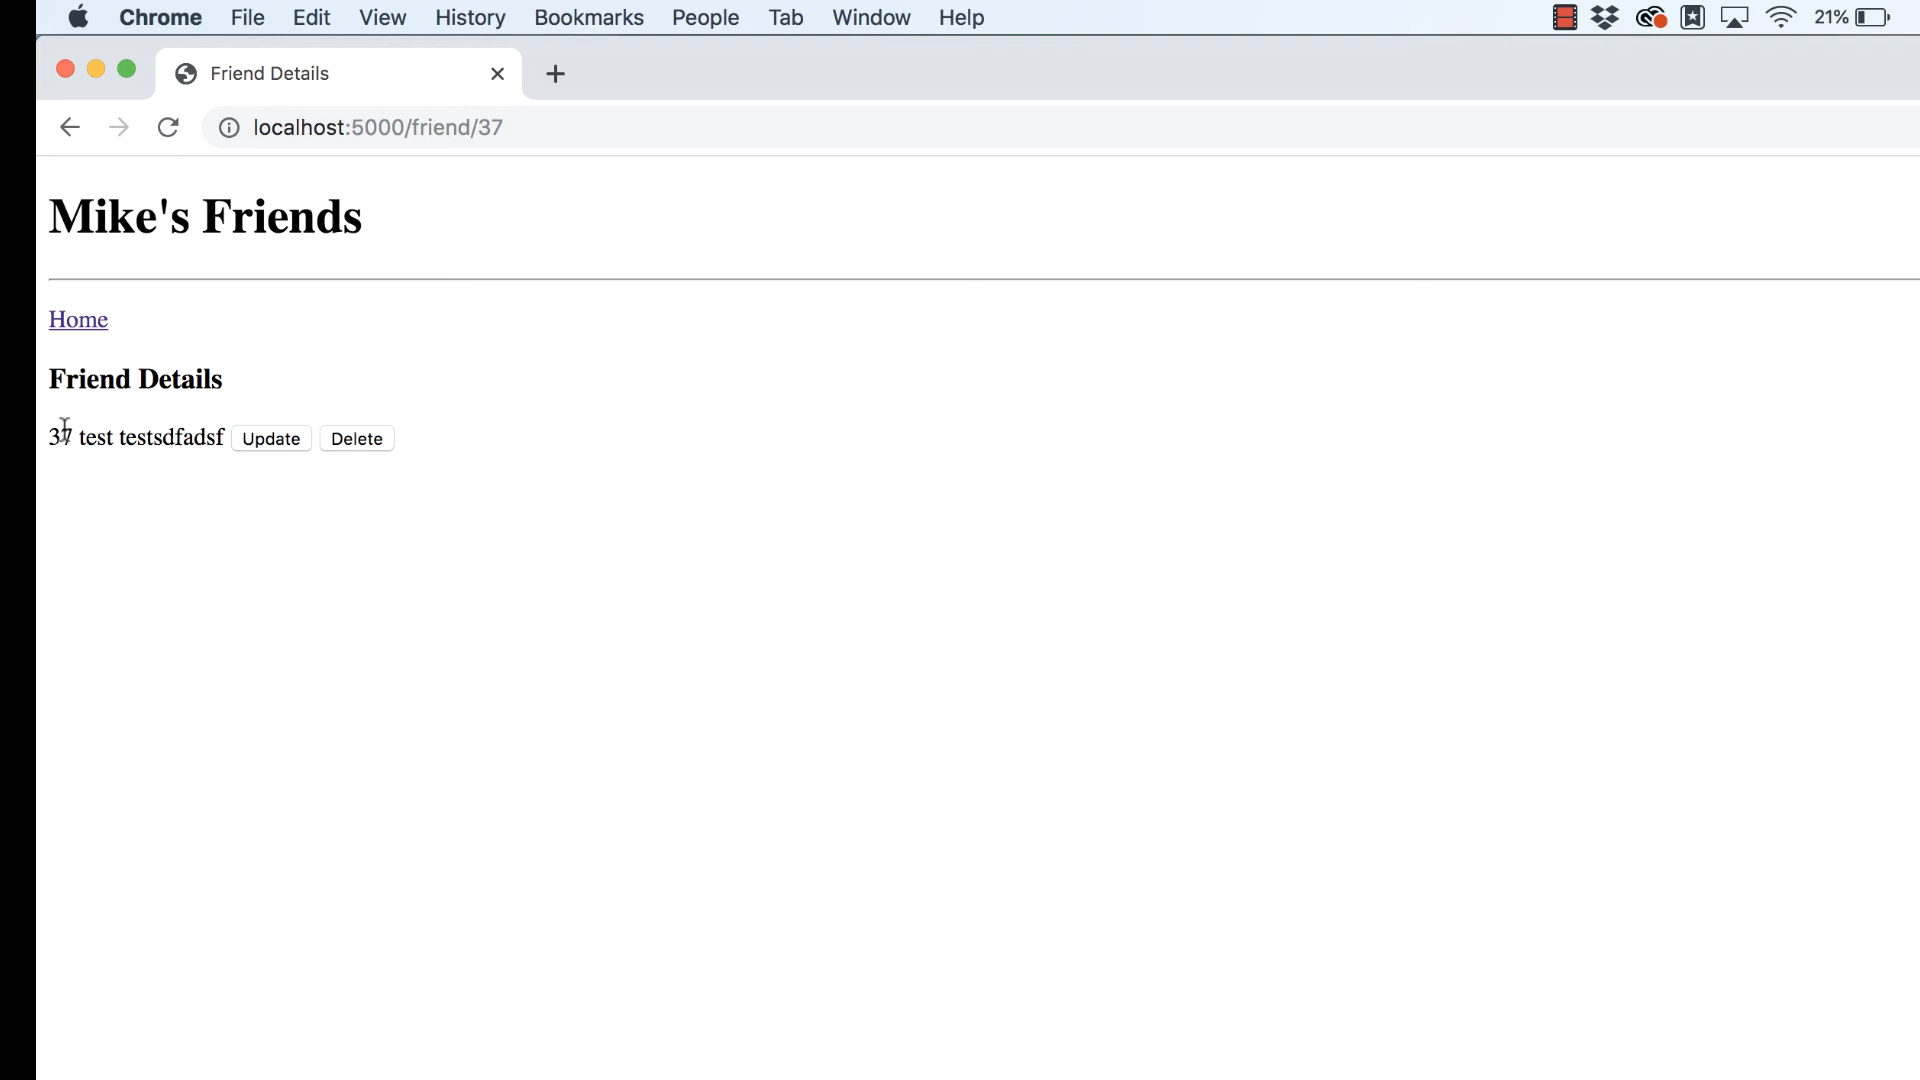 Chrome File Edit View History Bookmarks People Tab Window Help 21%
Friend Details
localhost:5000/friend/37
Mike's Friends
Home
Friend Details
37 test testsdfadsf Update Delete